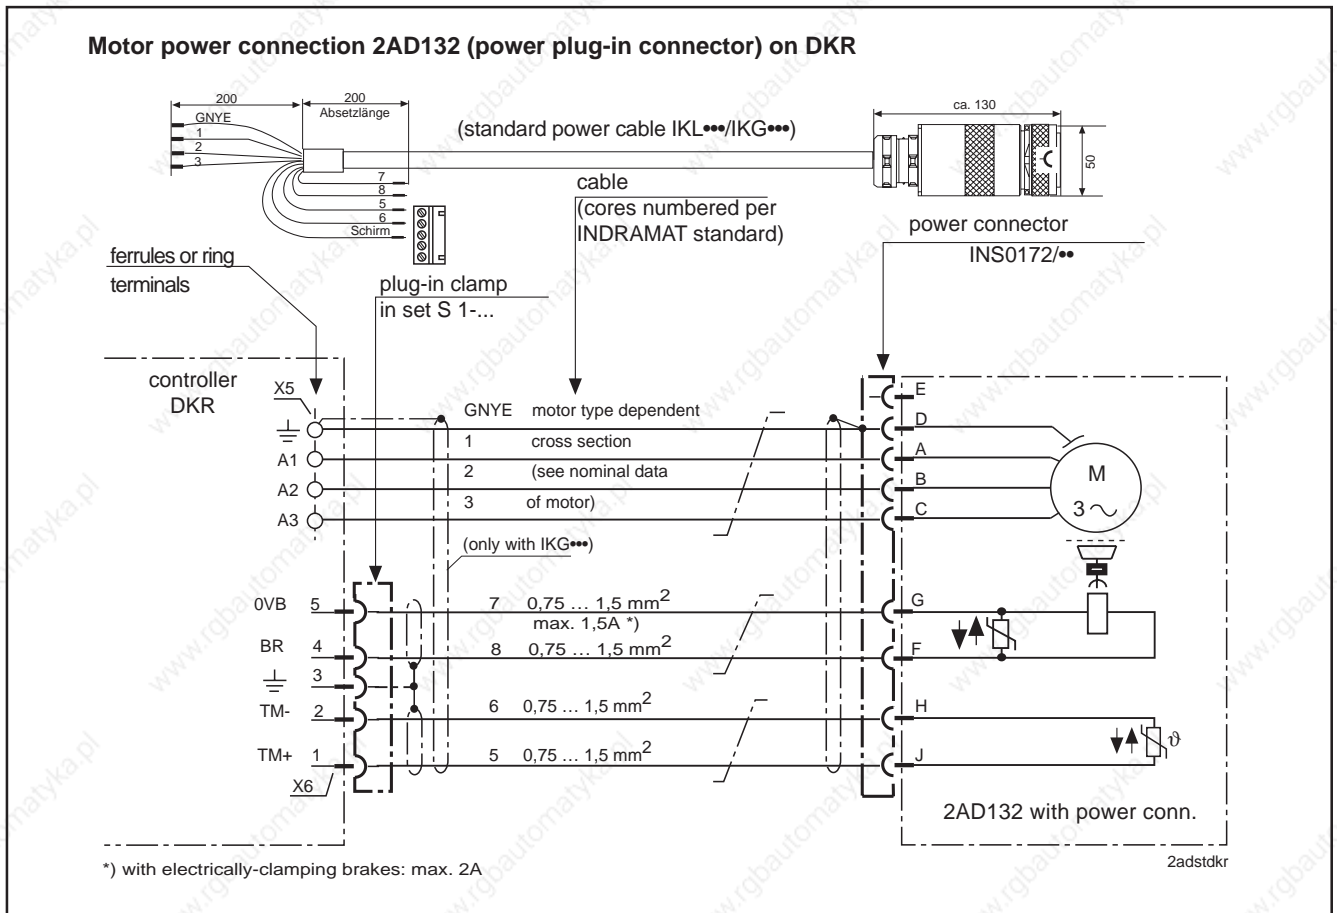 Motor power connection 2AD132 (power plug-in connector) on DKR
200
200
Absetzlänge
GNYE
1
2
3
7
8
5
6
Schirm
(standard power cable IKL•••/IKG•••)
ca. 130
50
cable
(cores numbered per
INDRAMAT standard)
power connector
INS0172/••
ferrules or ring
terminals
plug-in clamp
in set S 1-...
controller
DKR
X5
GNYE motor type dependent
1 cross section
2 (see nominal data
3 of motor)
A1
A2
A3
(only with IKG•••)
E
D
A
B
C
M
3
0VB 5
7 0,75 ... 1,5 mm2
max. 1,5A *)
G
BR 4
8 0,75 ... 1,5 mm2
F
3
TM- 2
6 0,75 ... 1,5 mm2
H
TM+ 1
5 0,75 ... 1,5 mm2
J
ϑ
X6
2AD132 with power conn.
*) with electrically-clamping brakes: max. 2A
2adstdkr
www.rgbautomatyka.pl